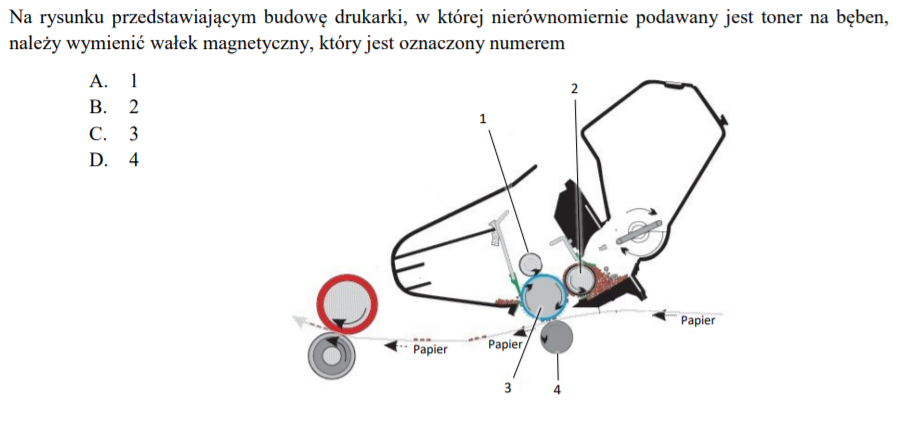 Na rysunku przedstawiającym budowę drukarki, w której nierównomiernie podawany jest toner na bęben,
należy wymienić wałek magnetyczny, który jest oznaczony numerem
A. 1
B. 2
C. 3
D. 4
2
1
Papier
Papier
Papier
3
4